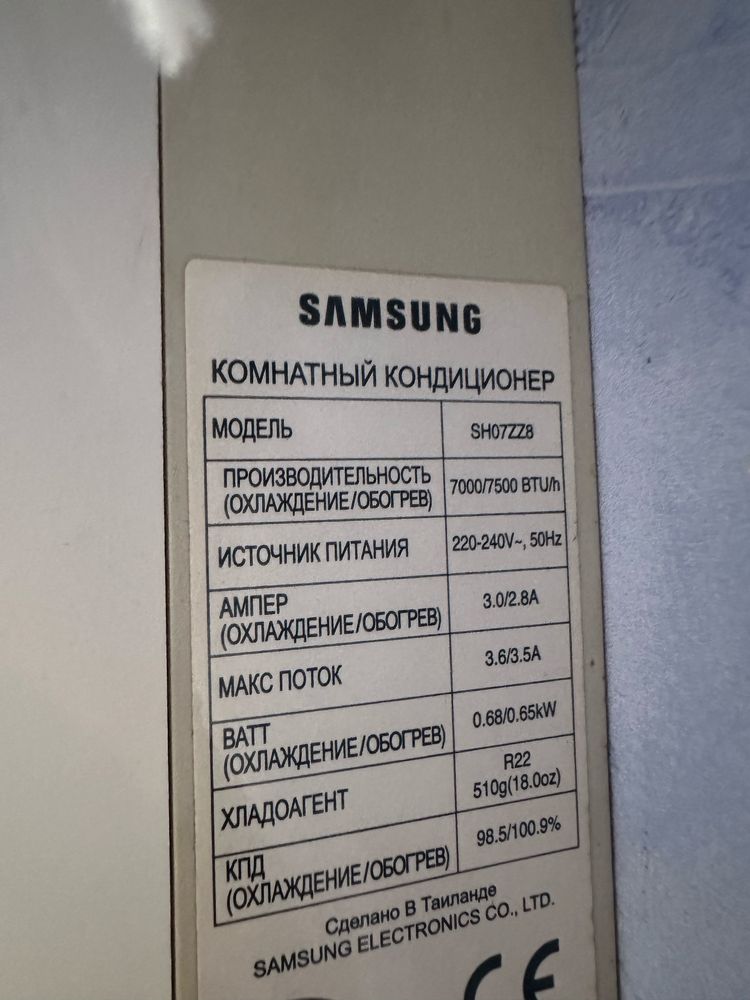 SAMSUNG
КОМНАТНЫЙ КОНДИЦИОНЕР
МОДЕЛЬ
SH07ZZ8
ПРОИЗВОДИТЕЛЬНОСТЬ
(ОХЛАЖДЕНИЕ/ОБОГРЕВ)
7000/7500 BTU/h
ИСТОЧНИК ПИТАНИЯ
220-240V~, 50Hz
АМПЕР
(ОХЛАЖДЕНИЕ/ОБОГРЕВ)
3.0/2.8A
МАКС ПОТОК
3.6/3.5A
ВАТТ
(ОХЛАЖДЕНИЕ/ОБОГРЕВ)
0.68/0.65kW
ХЛАДОАГЕНТ
R22
510g(18.0oz)
КПД
(ОХЛАЖДЕНИЕ/ОБОГРЕВ)
98.5/100.9%
Сделано В Таиланде
SAMSUNG ELECTRONICS CO., LTD.
CE